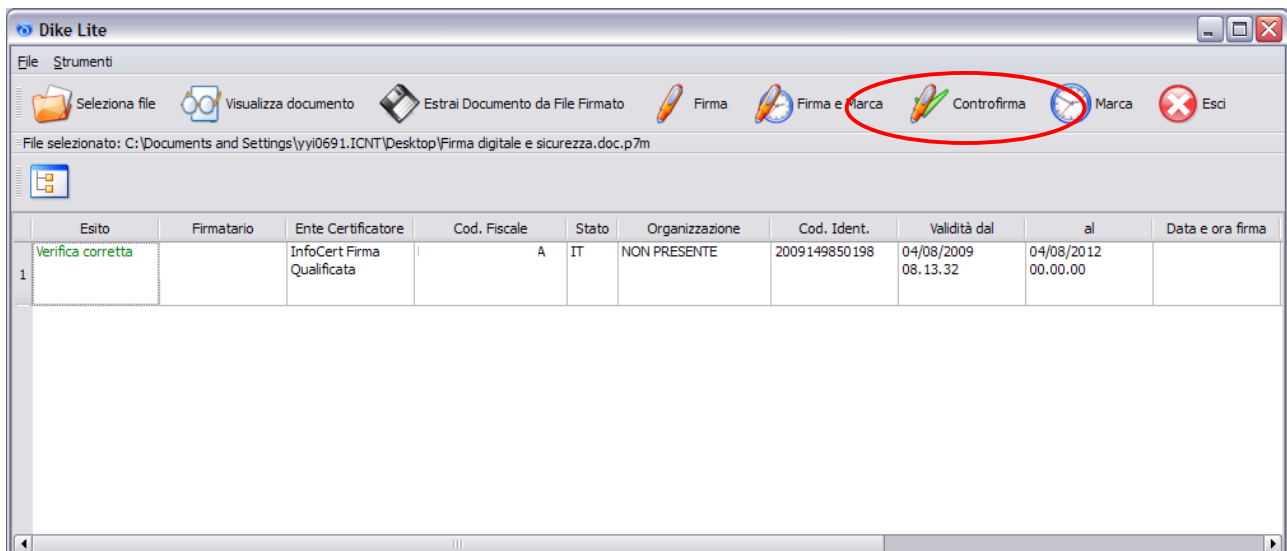 Dike Lite
File Strumenti
Seleziona file Visualizza documento Estrai Documento da File Firmato Firma Firma e Marca Controfirma Marca Esci
File selezionato: C:\Documents and Settings\yyi0691.ICNT\Desktop\Firma digitale e sicurezza.doc.p7m
Esito Firmatario Ente Certificatore Cod. Fiscale Stato Organizzazione Cod. Ident. Validità dal al Data e ora firma
1 Verifica corretta InfoCert Firma A IT NON PRESENTE 2009149850198 04/08/2009 04/08/2012
Qualificata 08.13.32 00.00.00